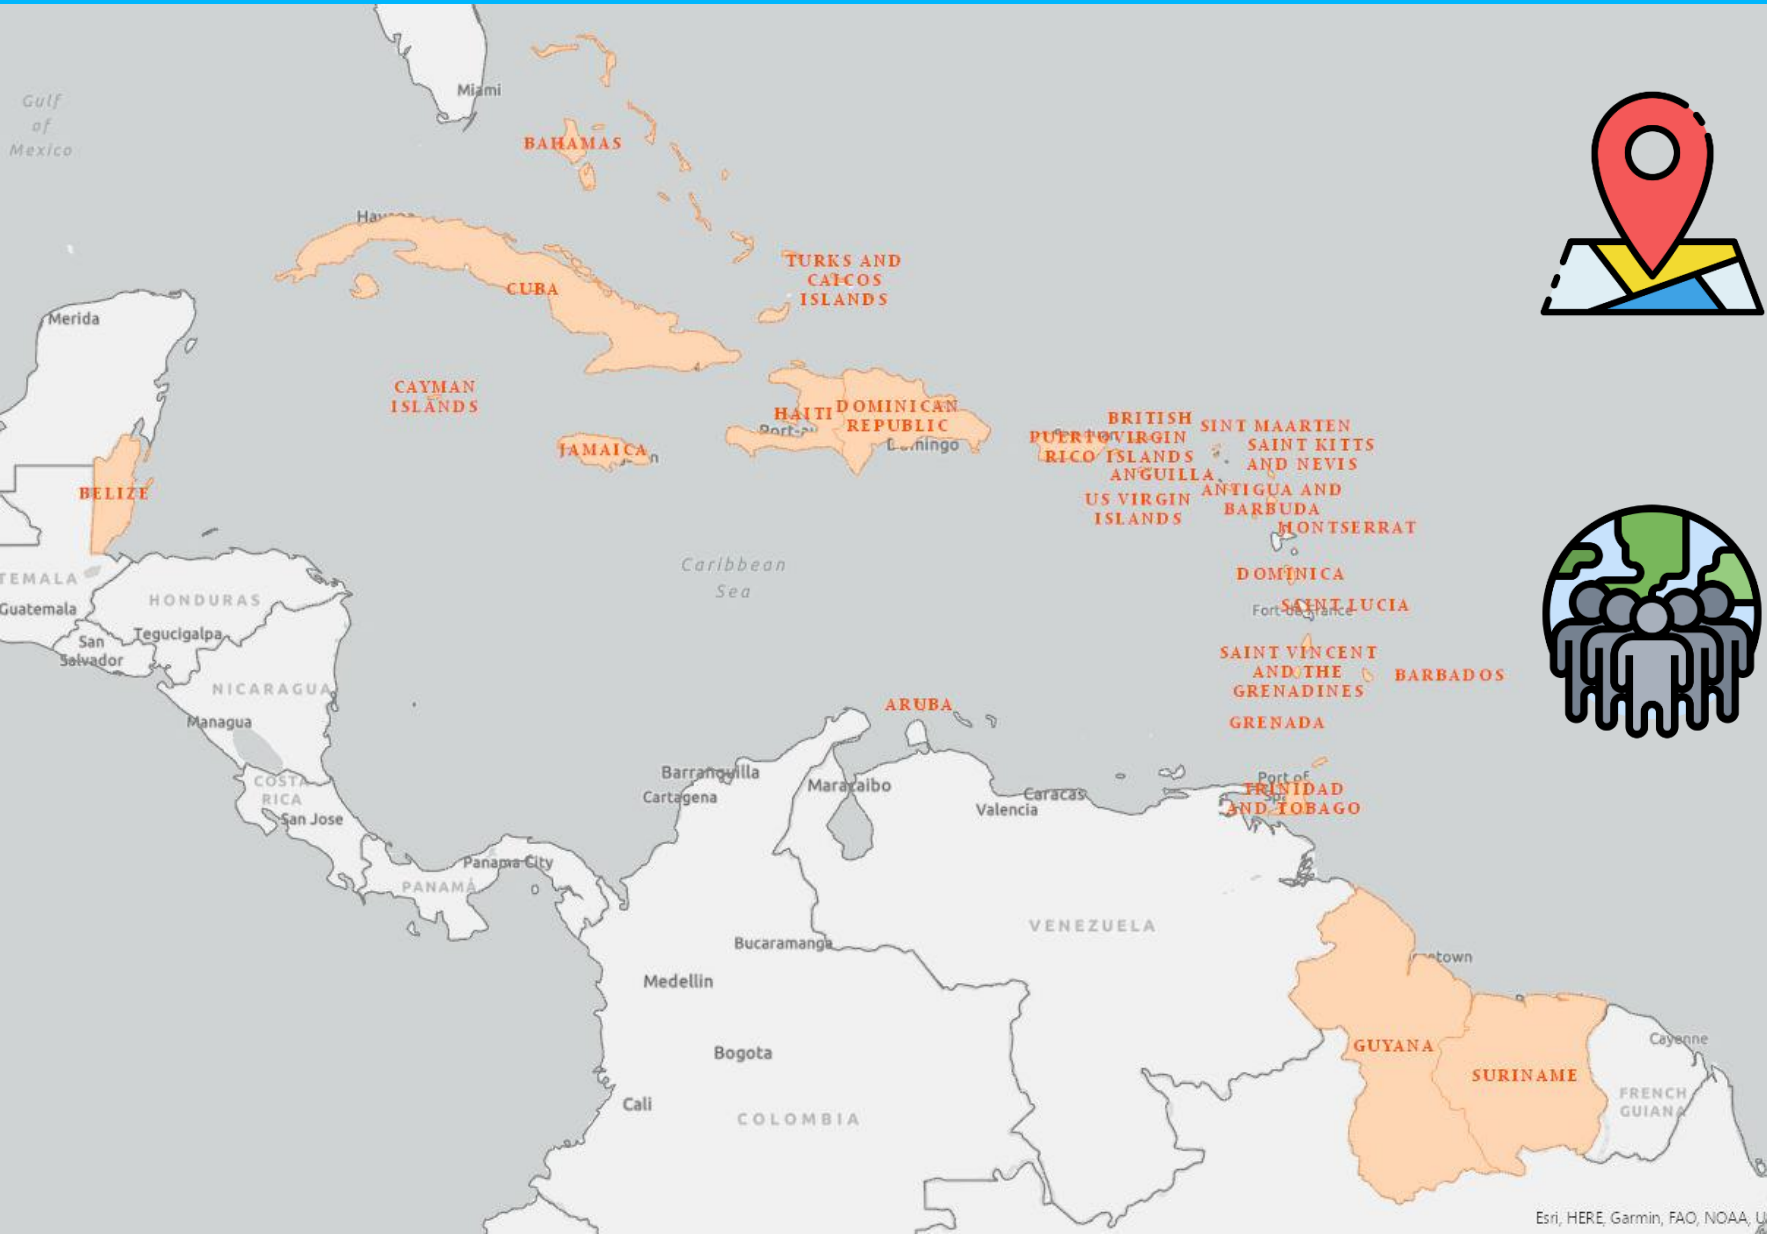 Gulf
of
Mexico
Miami
BAHAMAS
TURKS AND
CAICOS
ISLANDS
CUBA
Merida
CAYMAN
ISLANDS
JAMAICA
HAITI
DOMINICAN
REPUBLIC
PUERTO
RICO
BRITISH
VIRGIN
ISLANDS
SINT MAARTEN
SAINT KITTS
AND NEVIS
ANGUILLA
US VIRGIN
ISLANDS
ANTIGUA AND
BARBUDA
MONTSERRAT
BELIZE
Caribbean
Sea
DOMINICA
SAINT LUCIA
SAINT VINCENT
AND THE
GRENADINES
BARBADOS
GRENADA
ARUBA
TEMALA
Guatemala
HONDURAS
Tegucigalpa
San
Salvador
NICARAGUA
Managua
COSTA
RICA
San Jose
Panama City
PANAMÁ
Barranquilla
Cartagena
Maracaibo
Valencia
Caracas
Port of
TRINIDAD
AND TOBAGO
VENEZUELA
Bucaramanga
Medellin
Bogota
Cali
COLOMBIA
GUYANA
SURINAME
Cayenne
FRENCH
GUIANA
Esri, HERE, Garmin, FAO, NOAA, U